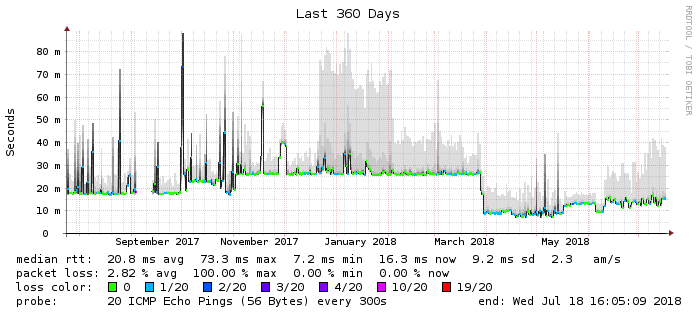 Last 360 Days
RRDTOOL / TOBI OETIKER
Seconds
80 m
70 m
60 m
50 m
40 m
30 m
20 m
10 m
0
September 2017 November 2017 January 2018 March 2018 May 2018
median rtt: 20.8 ms avg 73.3 ms max 7.2 ms min 16.3 ms now 9.2 ms sd 2.3 am/s
packet loss: 2.82 % avg 100.00 % max 0.00 % min 0.00 % now
loss color: 0 1/20 2/20 3/20 4/20 10/20 19/20
probe: 20 ICMP Echo Pings (56 Bytes) every 300s end: Wed Jul 18 16:05:09 2018